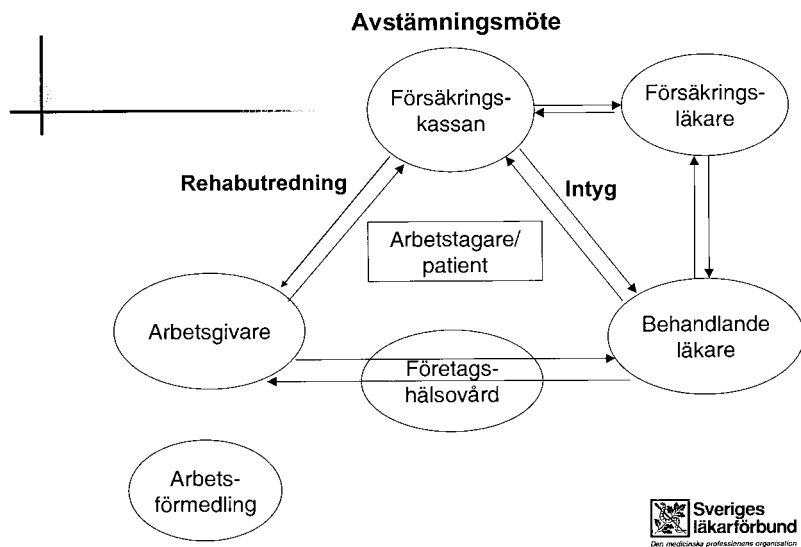 Avstämningsmöte
Försäkrings-
kassan
Försäkrings-
läkare
Rehabutredning
Intyg
Arbetstagare/
patient
Arbetsgivare
Behandlande
läkare
Företags-
hälsovård
Arbets-
förmedling
Sveriges
läkarförbund
Den medicinska professionens organisation